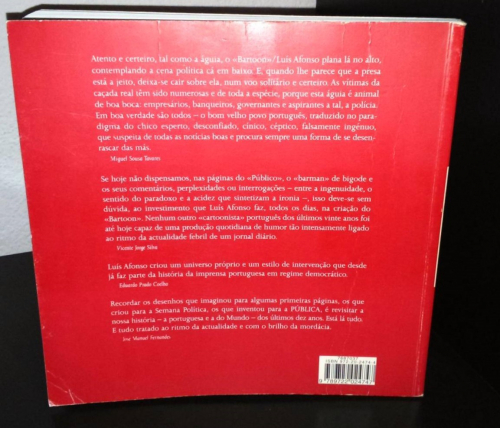 Atento e certeiro, tal como a águia, o «Bartoon»/Luís Afonso plana lá no alto,
contemplando a cena política cá em baixo. E, quando lhe parece que a presa
está a jeito, deixa-se cair sobre ela, num voo solitário e certeiro. As vítimas da
caçada real têm sido numerosas e de toda a espécie, porque esta águia é animal
de boa boca: empresários, banqueiros, governantes e aspirantes a tal, a polícia.
Em boa verdade são todos – o bom velho povo português, traduzido no para-
digma do chico esperto, desconfiado, cínico, céptico, falsamente ingénuo,
que suspeita de todas as notícias boas e procura sempre uma forma de se desen-
rascar das más.
Miguel Sousa Tavares
Se hoje não dispensamos, nas páginas do «Público», o «barman» de bigode e
os seus comentários, perplexidades ou interrogações – entre a ingenuidade, o
sentido do paradoxo e a acidez que sintetizam a ironia –, isso deve-se sem
dúvida, ao investimento que Luís Afonso faz, todos os dias, na criação do
«Bartoon». Nenhum outro «cartoonista» português dos últimos vinte anos foi
até hoje capaz de uma produção quotidiana de humor tão intensamente ligado
ao ritmo da actualidade febril de um jornal diário.
Vicente Jorge Silva
Luís Afonso criou um universo próprio e um estilo de intervenção que desde
já faz parte da história da imprensa portuguesa em regime democrático.
Eduardo Prado Coelho
Recordar os desenhos que imaginou para algumas primeiras páginas, os que
criou para a Semana Política, os que inventou para a PÚBLICA, é revisitar a
nossa história – a portuguesa e a do Mundo – dos últimos dez anos. Está lá tudo.
E tudo tratado ao ritmo da actualidade e com o brilho da mordácia.
José Manuel Fernandes